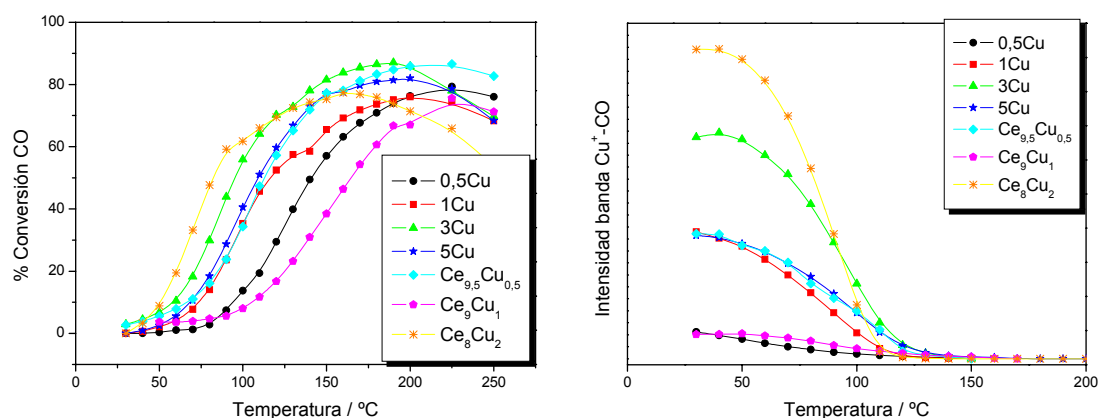 % Conversión CO
100
80
60
40
20
0
0
50
100
150
200
250
Temperatura / ºC
0,5Cu
1Cu
3Cu
5Cu
Ce9,5Cu0,5
Ce9Cu1
Ce8Cu2
Intensidad banda Cu⁺-CO
0
50
100
150
200
Temperatura / ºC
0,5Cu
1Cu
3Cu
5Cu
Ce9,5Cu0,5
Ce9Cu1
Ce8Cu2